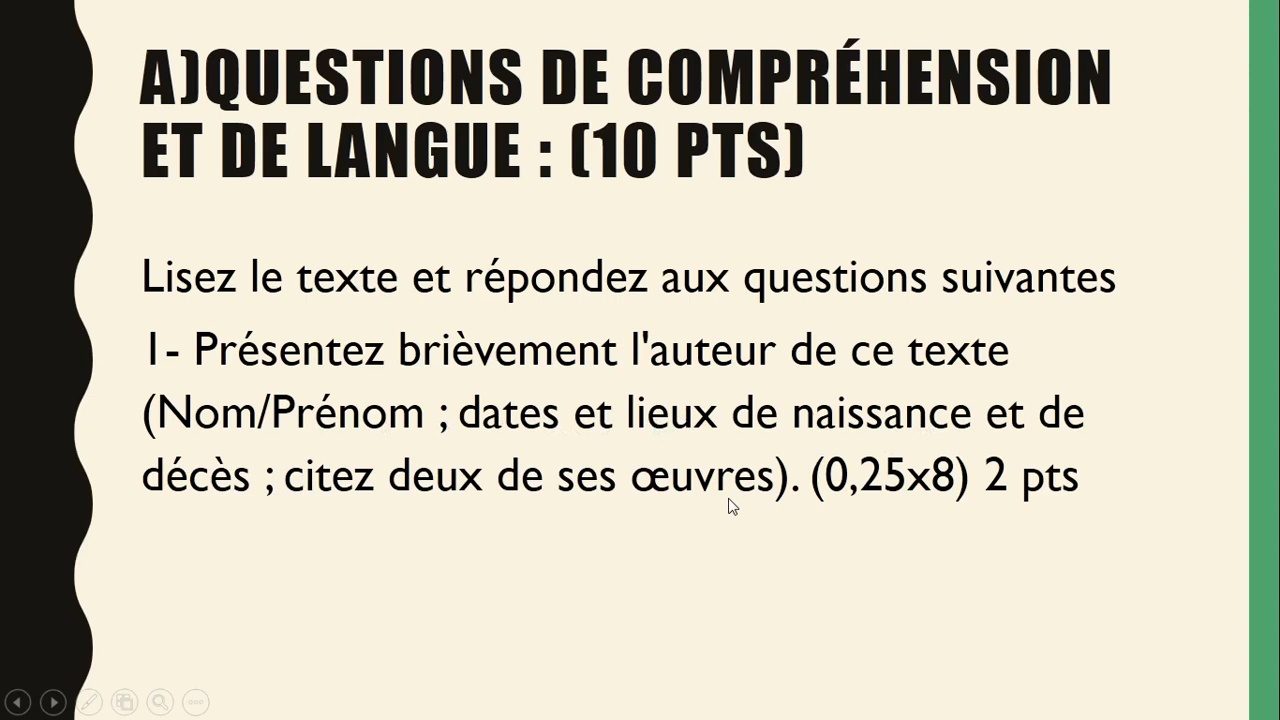 A)QUESTIONS DE COMPRÉHENSION
ET DE LANGUE : (10 PTS)
Lisez le texte et répondez aux questions suivantes
1- Présentez brièvement l'auteur de ce texte
(Nom/Prénom ; dates et lieux de naissance et de
décès ; citez deux de ses œuvres). (0,25x8) 2 pts